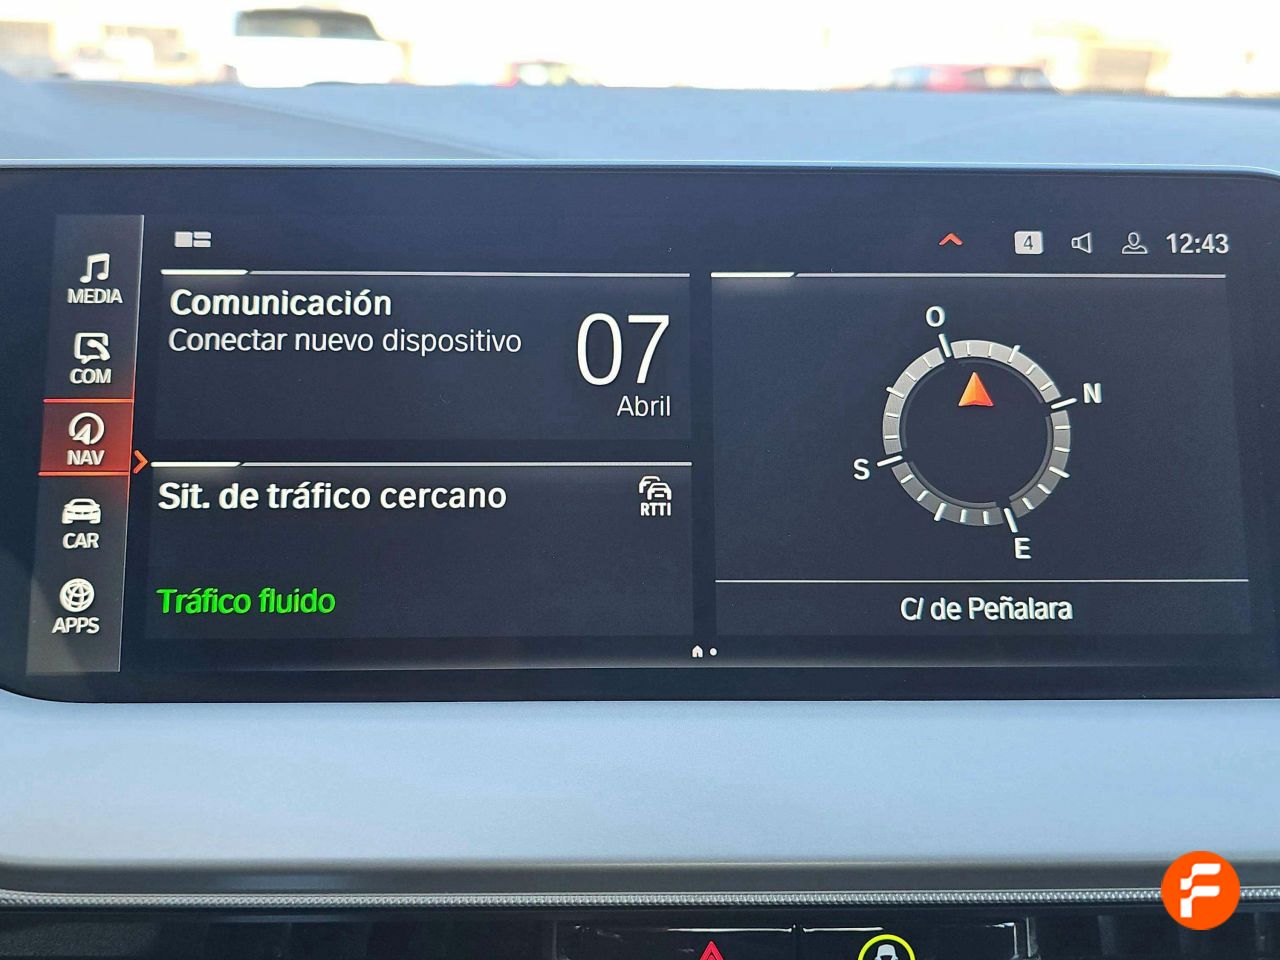 4 12:43
MEDIA
COM
NAV
CAR
APPS
Comunicación
Conectar nuevo dispositivo
07
Abril
Sit. de tráfico cercano
RTTI
Tráfico fluido
O
N
S
E
C/ de Peñalara
F